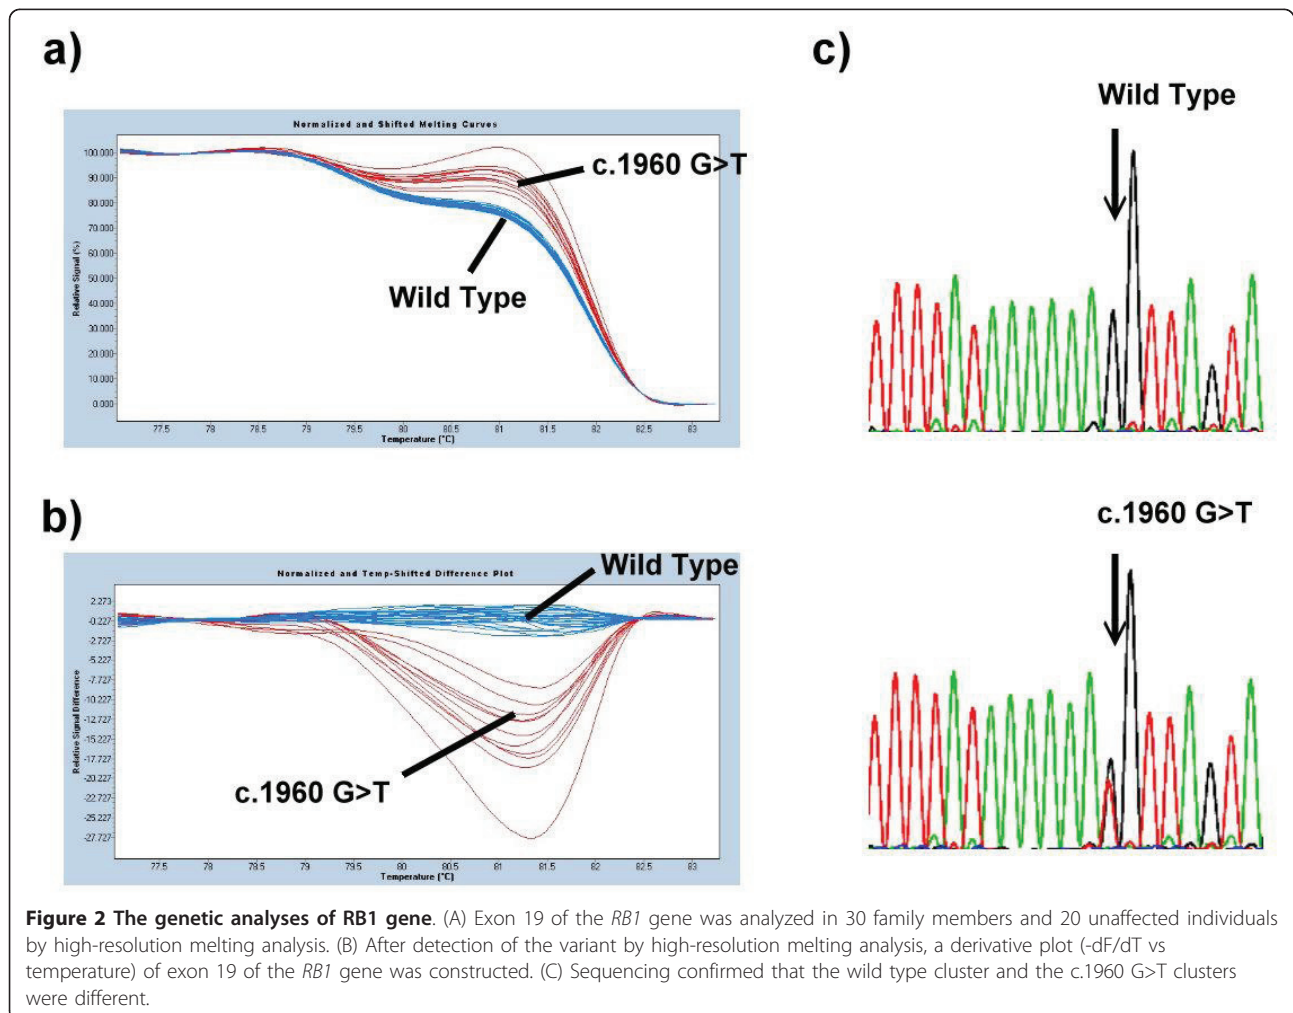 a)
Normalized and Shifted Melting Curves
Relative Signal (%)
100.000
90.000
80.000
70.000
60.000
50.000
40.000
30.000
20.000
10.000
0.000
77.5 78 78.5 79 79.5 80 80.5 81 81.5 82 82.5 83
Temperature (°C)
c.1960 G>T
Wild Type
b)
Normalized and Temp-Shifted Difference Plot
Relative Signal Difference
2.273
-0.227
-2.727
-5.227
-7.727
-10.227
-12.727
-15.227
-17.727
-20.227
-22.727
-25.227
-27.727
77.5 78 78.5 79 79.5 80 80.5 81 81.5 82 82.5 83
Temperature (°C)
Wild Type
c.1960 G>T
c)
Wild Type
c.1960 G>T
Figure 2 The genetic analyses of RB1 gene. (A) Exon 19 of the RB1 gene was analyzed in 30 family members and 20 unaffected individuals
by high-resolution melting analysis. (B) After detection of the variant by high-resolution melting analysis, a derivative plot (-dF/dT vs
temperature) of exon 19 of the RB1 gene was constructed. (C) Sequencing confirmed that the wild type cluster and the c.1960 G>T clusters
were different.